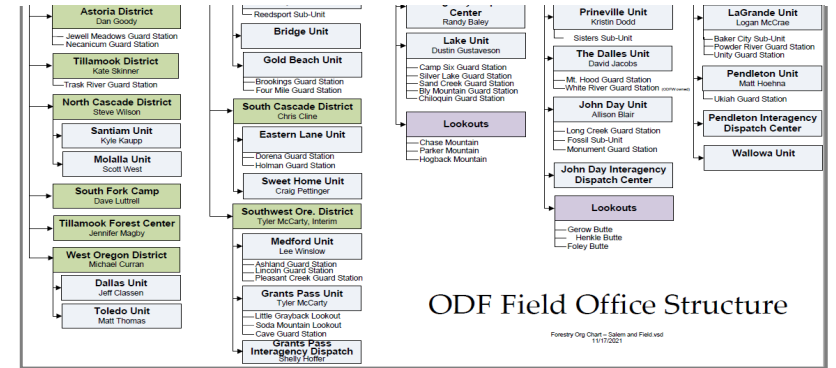 Astoria District
Dan Goody
Jewell Meadows Guard Station
Necanicum Guard Station
Tillamook District
Kate Skinner
Trask River Guard Station
North Cascade District
Steve Wilson
Santiam Unit
Kyle Kaupp
Molalla Unit
Scott West
South Fork Camp
Dave Luttrell
Tillamook Forest Center
Jennifer Magby
West Oregon District
Michael Curran
Dallas Unit
Jeff Classen
Toledo Unit
Matt Thomas
Reedsport Sub-Unit
Bridge Unit
Gold Beach Unit
Brookings Guard Station
Four Mile Guard Station
South Cascade District
Chris Cline
Eastern Lane Unit
Dorena Guard Station
Holman Guard Station
Sweet Home Unit
Craig Pettinger
Southwest Ore. District
Tyler McCarty, Interim
Medford Unit
Lee Winslow
Ashland Guard Station
Lincoln Guard Station
Pleasant Creek Guard Station
Grants Pass Unit
Tyler McCarty
Little Grayback Lookout
Soda Mountain Lookout
Cave Guard Station
Grants Pass
Interagency Dispatch
Shelly Hoffer
Center
Randy Baley
Lake Unit
Dustin Gustaveson
Camp Six Guard Station
Silver Lake Guard Station
Sand Creek Guard Station
Bly Mountain Guard Station
Chiloquin Guard Station
Lookouts
Chase Mountain
Parker Mountain
Hogback Mountain
Prineville Unit
Kristin Dodd
Sisters Sub-Unit
The Dalles Unit
David Jacobs
Mt. Hood Guard Station
White River Guard Station (ODFW owned)
John Day Unit
Allison Blair
Long Creek Guard Station
Fossil Sub-Unit
Monument Guard Station
John Day Interagency
Dispatch Center
Lookouts
Gerow Butte
Henkle Butte
Foley Butte
LaGrande Unit
Logan McCrae
Baker City Sub-Unit
Powder River Guard Station
Unity Guard Station
Pendleton Unit
Matt Hoehna
Ukiah Guard Station
Pendleton Interagency
Dispatch Center
Wallowa Unit
ODF Field Office Structure
Forestry Org Chart – Salem and Field.vsd
11/17/2021